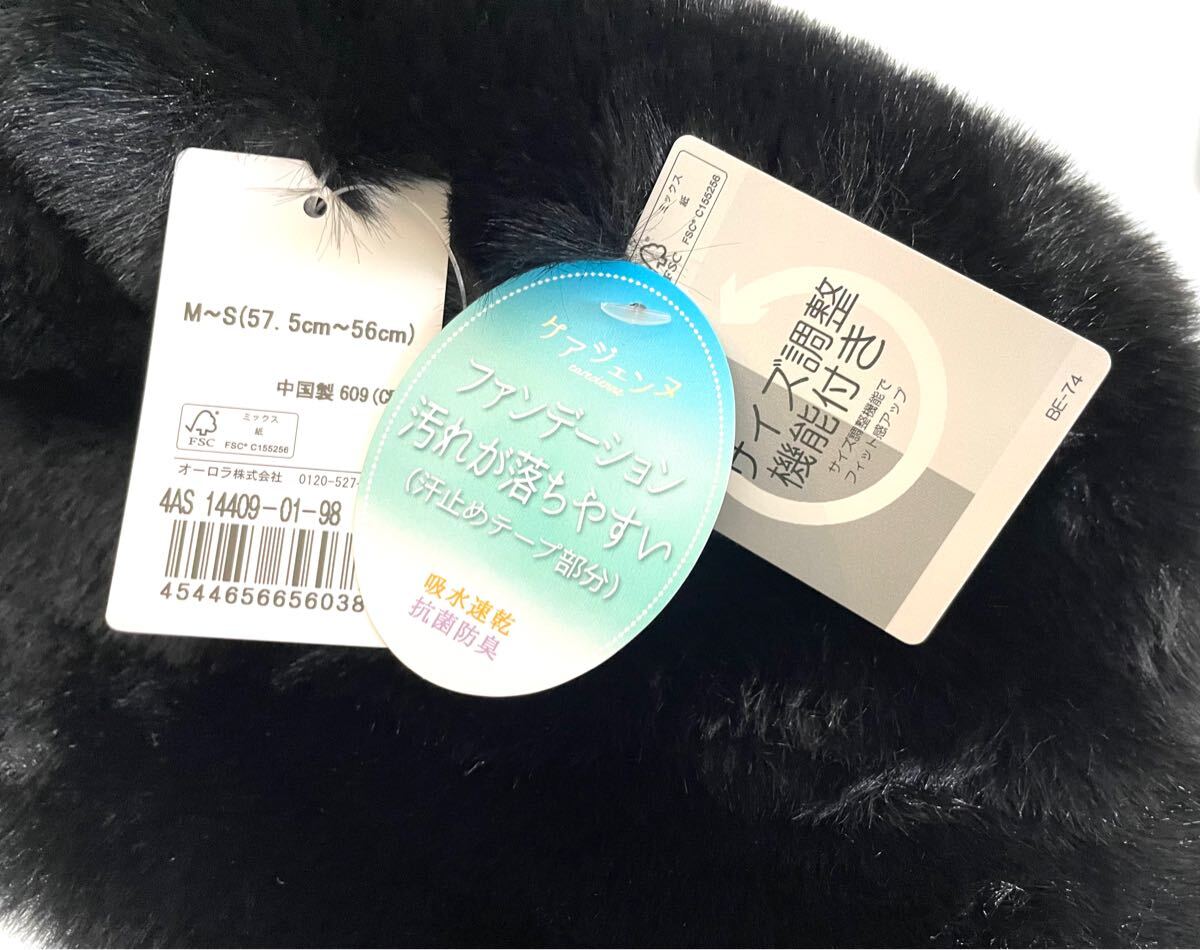 M～S(57.5cm～56cm)
中国製 609
FSC
ミックス
紙
FSC® C155256
オーロラ株式会社 0120-527-
4AS 14409-01-98
4544656656038
ケアジェンヌ
ファンデーション
汚れが落ちやすい
(汗止めテープ部分)
吸水速乾
抗菌防臭
FSC
ミックス
紙
FSC® C155256
サイズ調整
機能付き
サイズ調整機能で
フィット感アップ
BE-74